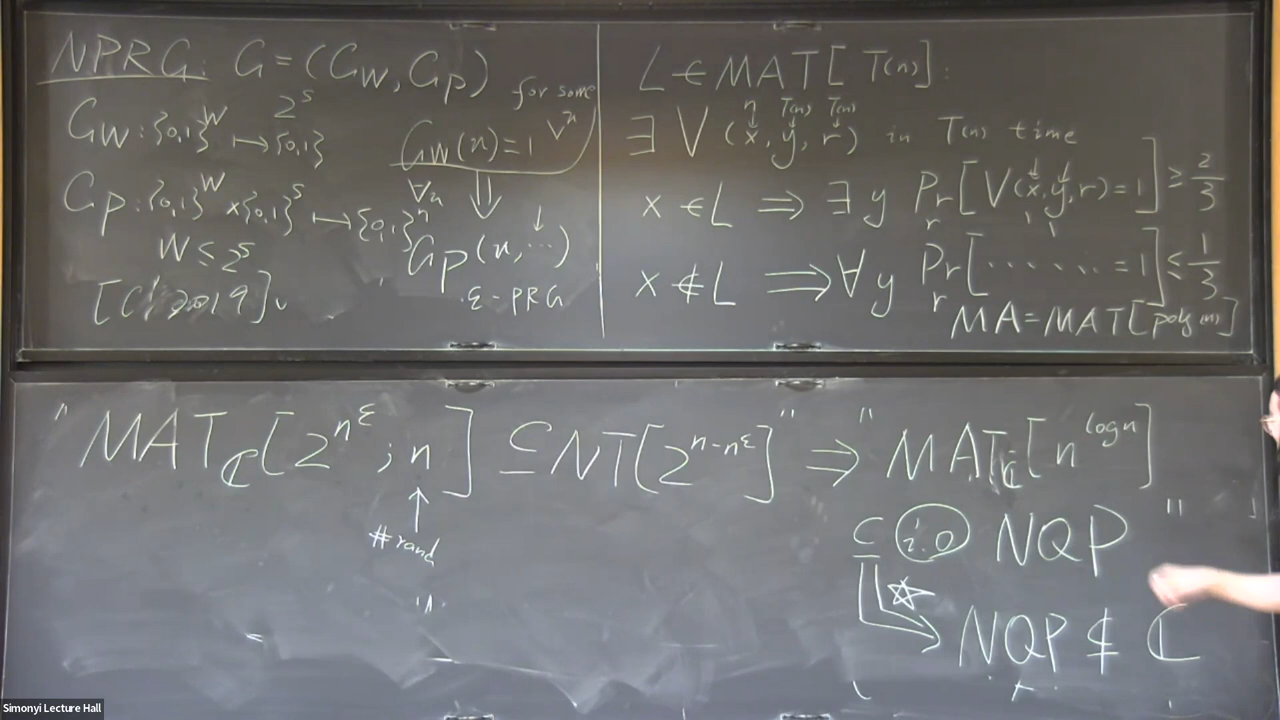 NPRG: G = (G_W, G_P)
G_W : {0,1}^W ↦ {0,1}^{2^s}
G_P : {0,1}^W × {0,1}^s ↦ {0,1}^n
W ≤ 2^s
[C' 2019]
for some
G_W(u) = 1
∀u ⇓
G_P(u, ...)
ε-PRG
L ∈ MAT[T(n)]:
n T(n) T(n)
∃ V (x, y, r) in T(n) time
x ∈ L ⟹ ∃ y Pr_r[V(x,y,r)=1] ≥ 2/3
x ∉ L ⟹ ∀ y Pr_r[...... =1] ≤ 1/3
MA = MAT[poly(n)]
" MAT_ℂ[2^{n^ε} ; n] ⊆ NT[2^{n-n^ε}] " ⇒ " MAT_ℂ[n^{log n}]
↑
#rand
⊆ i.o NQP "
☆
NQP ⊄ ℂ
Simonyi Lecture Hall